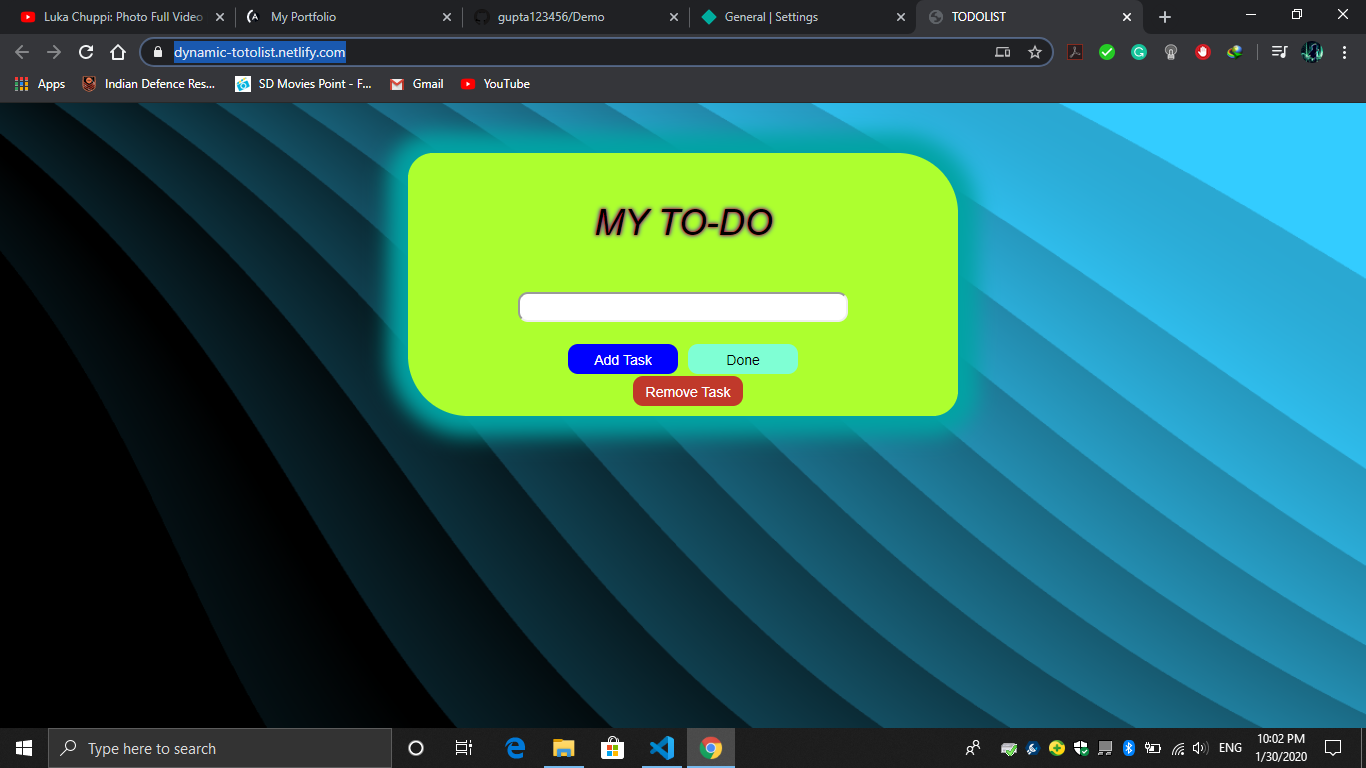 Luka Chuppi: Photo Full Video
My Portfolio
gupta123456/Demo
General | Settings
TODOLIST
dynamic-totolist.netlify.com
Apps
Indian Defence Res...
SD Movies Point - F...
Gmail
YouTube
MY TO-DO
Add Task
Done
Remove Task
Type here to search
ENG
10:02 PM
1/30/2020